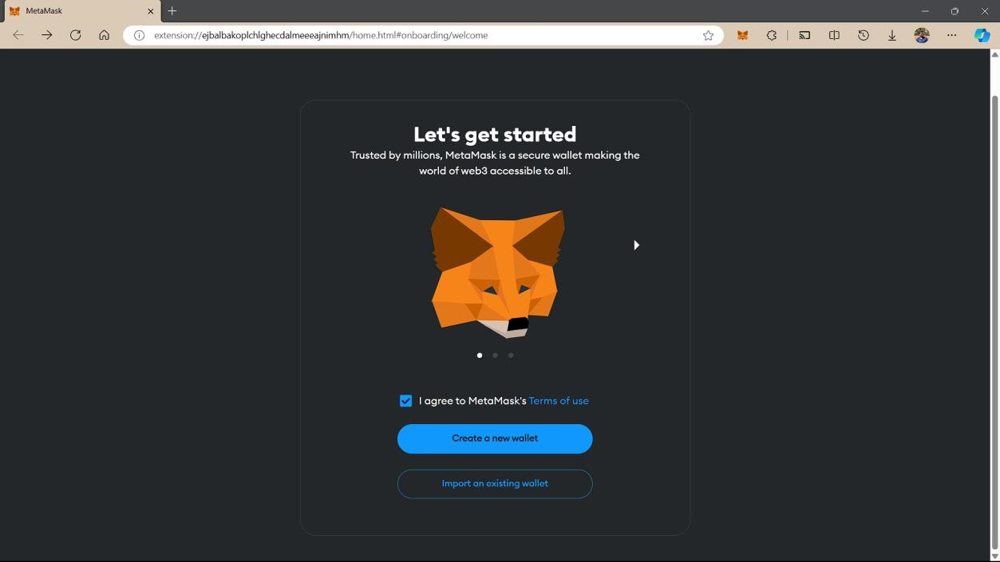 MetaMask
extension://ejbalbakoplchlghecdalmeeeajnimhm/home.html#onboarding/welcome
Let's get started
Trusted by millions, MetaMask is a secure wallet making the
world of web3 accessible to all.
I agree to MetaMask's Terms of use
Create a new wallet
Import an existing wallet